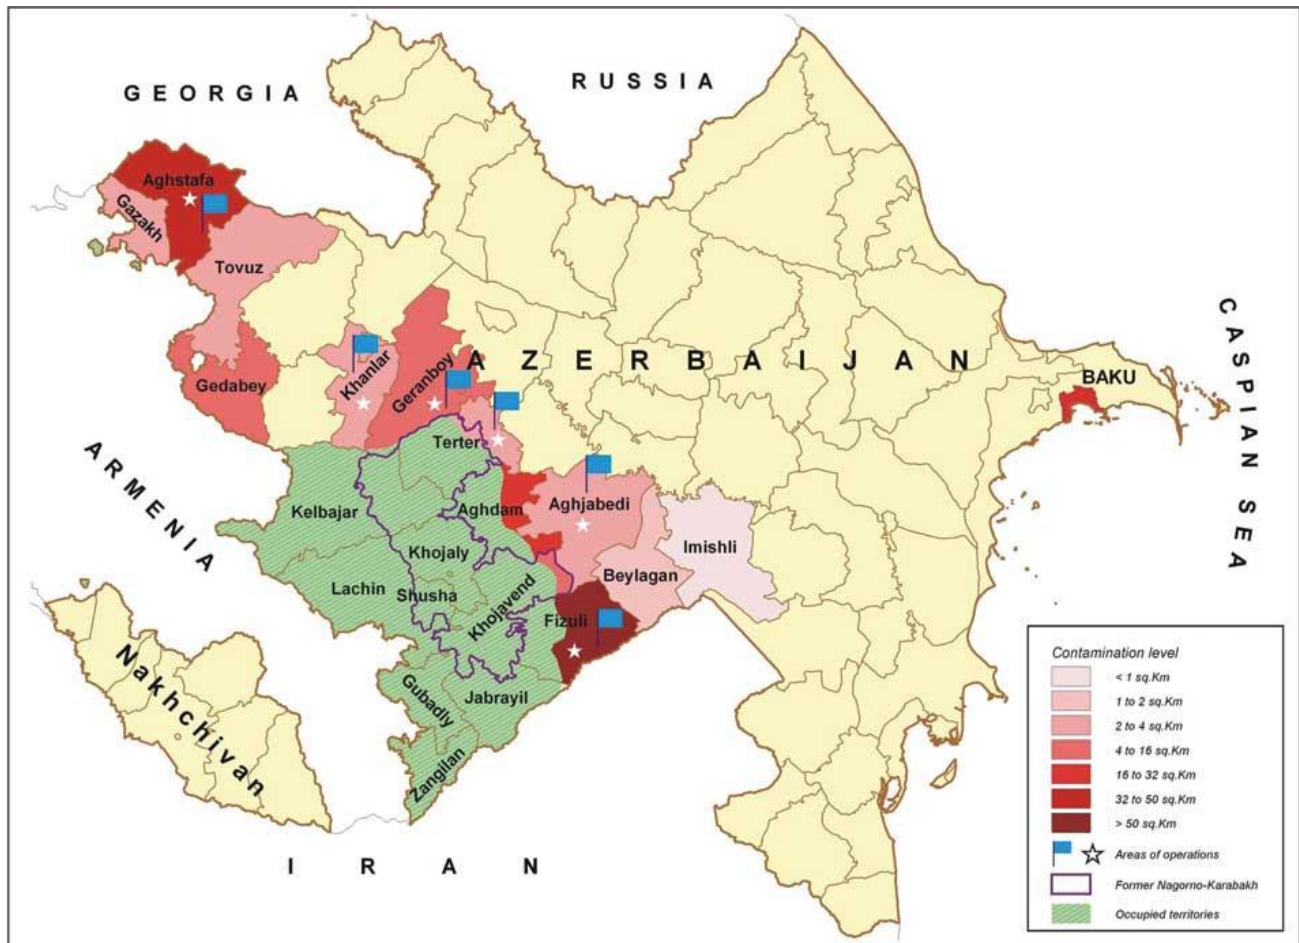 RUSSIA
GEORGIA
Aghstafa
Gazakh
Tovuz
CASPIAN SEA
Khanlar
Geranboy
AZERBAIJAN
Gedabey
BAKU
Terter
ARMENIA
Kelbajar
Aghdam
Aghjabedi
Khojaly
Imishli
Lachin
Shusha
Khojavend
Beylagan
Fizuli
Nakhchivan
Gubadly
Jabrayil
Zangilan
IRAN
Contamination level
< 1 sq.Km
1 to 2 sq.Km
2 to 4 sq.Km
4 to 16 sq.Km
16 to 32 sq.Km
32 to 50 sq.Km
> 50 sq.Km
Areas of operations
Former Nagorno-Karabakh
Occupied territories